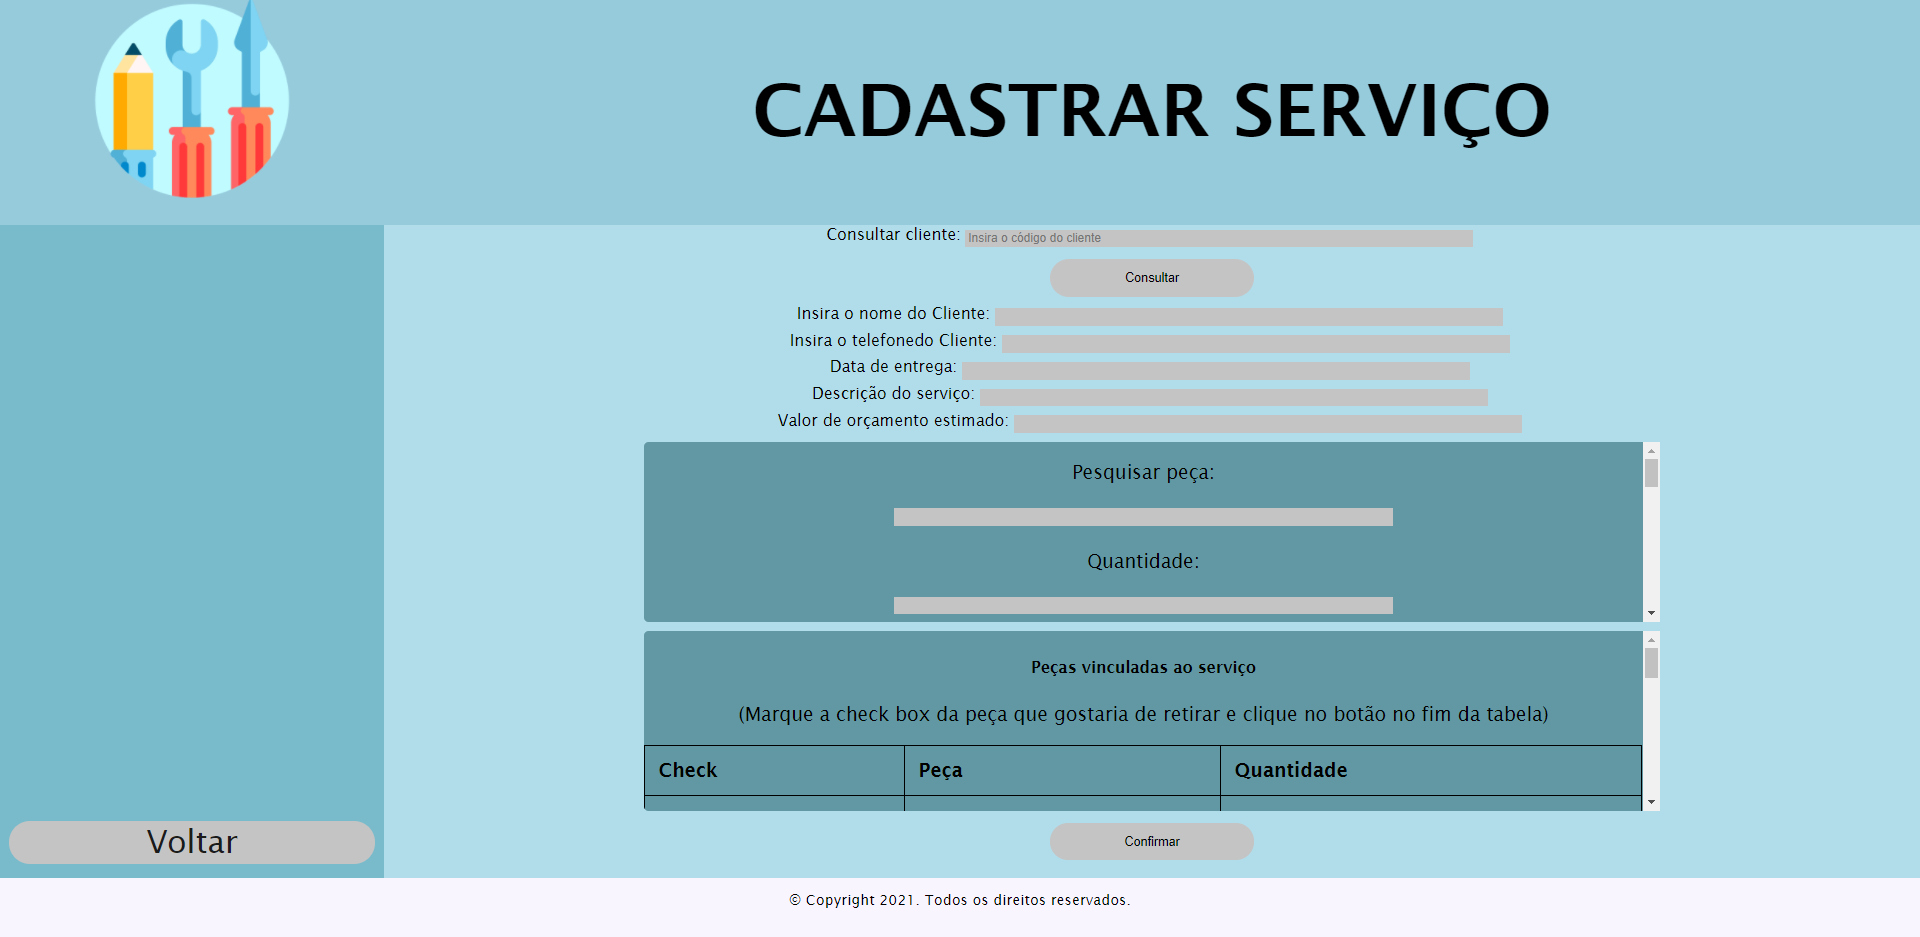 CADASTRAR SERVIÇO
Consultar cliente: Insira o código do cliente
Consultar
Insira o nome do Cliente:
Insira o telefonedo Cliente:
Data de entrega:
Descrição do serviço:
Valor de orçamento estimado:
Pesquisar peça:
Quantidade:
Peças vinculadas ao serviço
(Marque a check box da peça que gostaria de retirar e clique no botão no fim da tabela)
Check Peça Quantidade
Confirmar
Voltar
© Copyright 2021. Todos os direitos reservados.